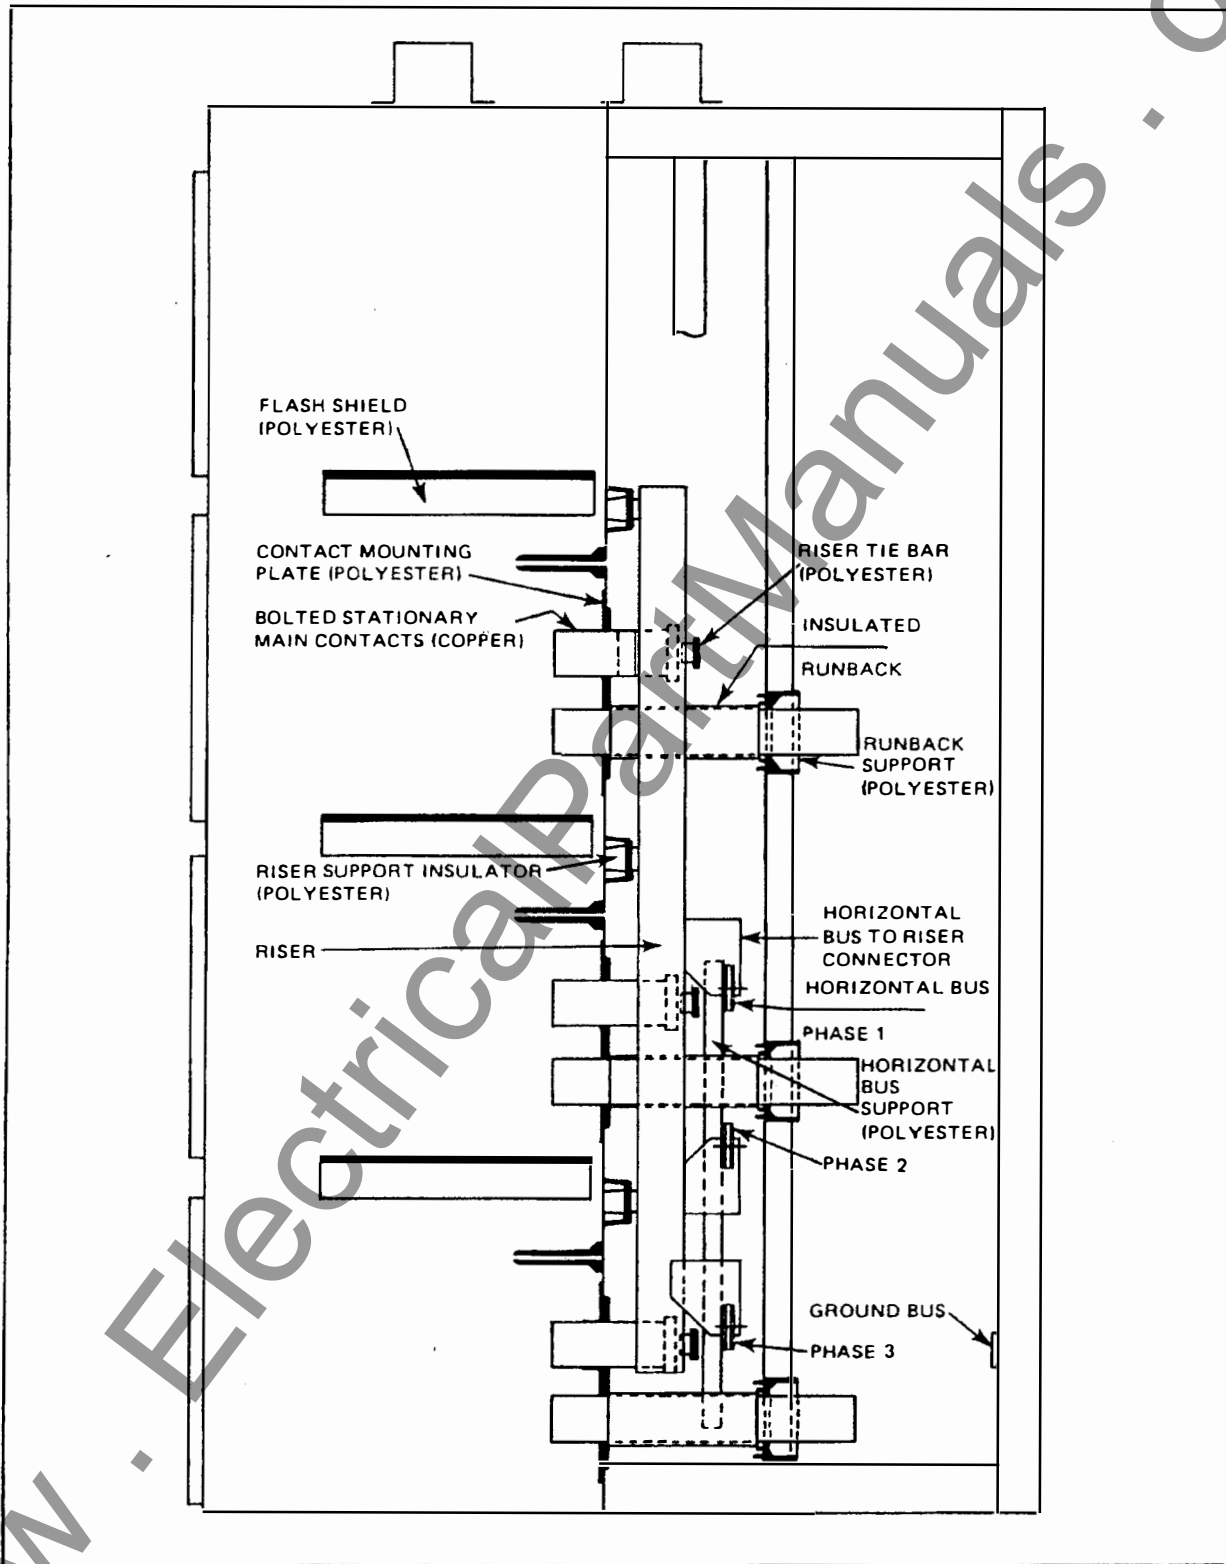 FLASH SHIELD
(POLYESTER)
CONTACT MOUNTING
PLATE (POLYESTER)
BOLTED STATIONARY
MAIN CONTACTS (COPPER)
RISER TIE BAR
(POLYESTER)
INSULATED
RUNBACK
RUNBACK
SUPPORT
(POLYESTER)
RISER SUPPORT INSULATOR
(POLYESTER)
RISER
HORIZONTAL
BUS TO RISER
CONNECTOR
HORIZONTAL BUS
PHASE 1
HORIZONTAL
BUS
SUPPORT
(POLYESTER)
PHASE 2
GROUND BUS
PHASE 3
w . ElectricalPartManuals . o